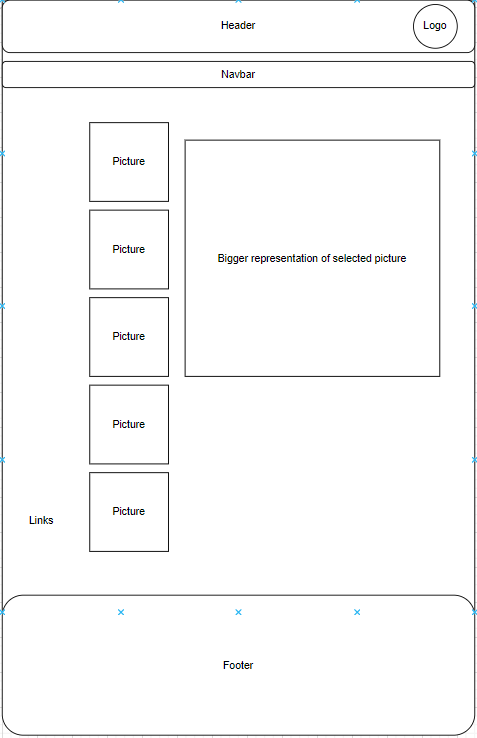 Header
Logo
Navbar
Picture
Picture
Bigger representation of selected picture
Picture
Picture
Picture
Links
Footer